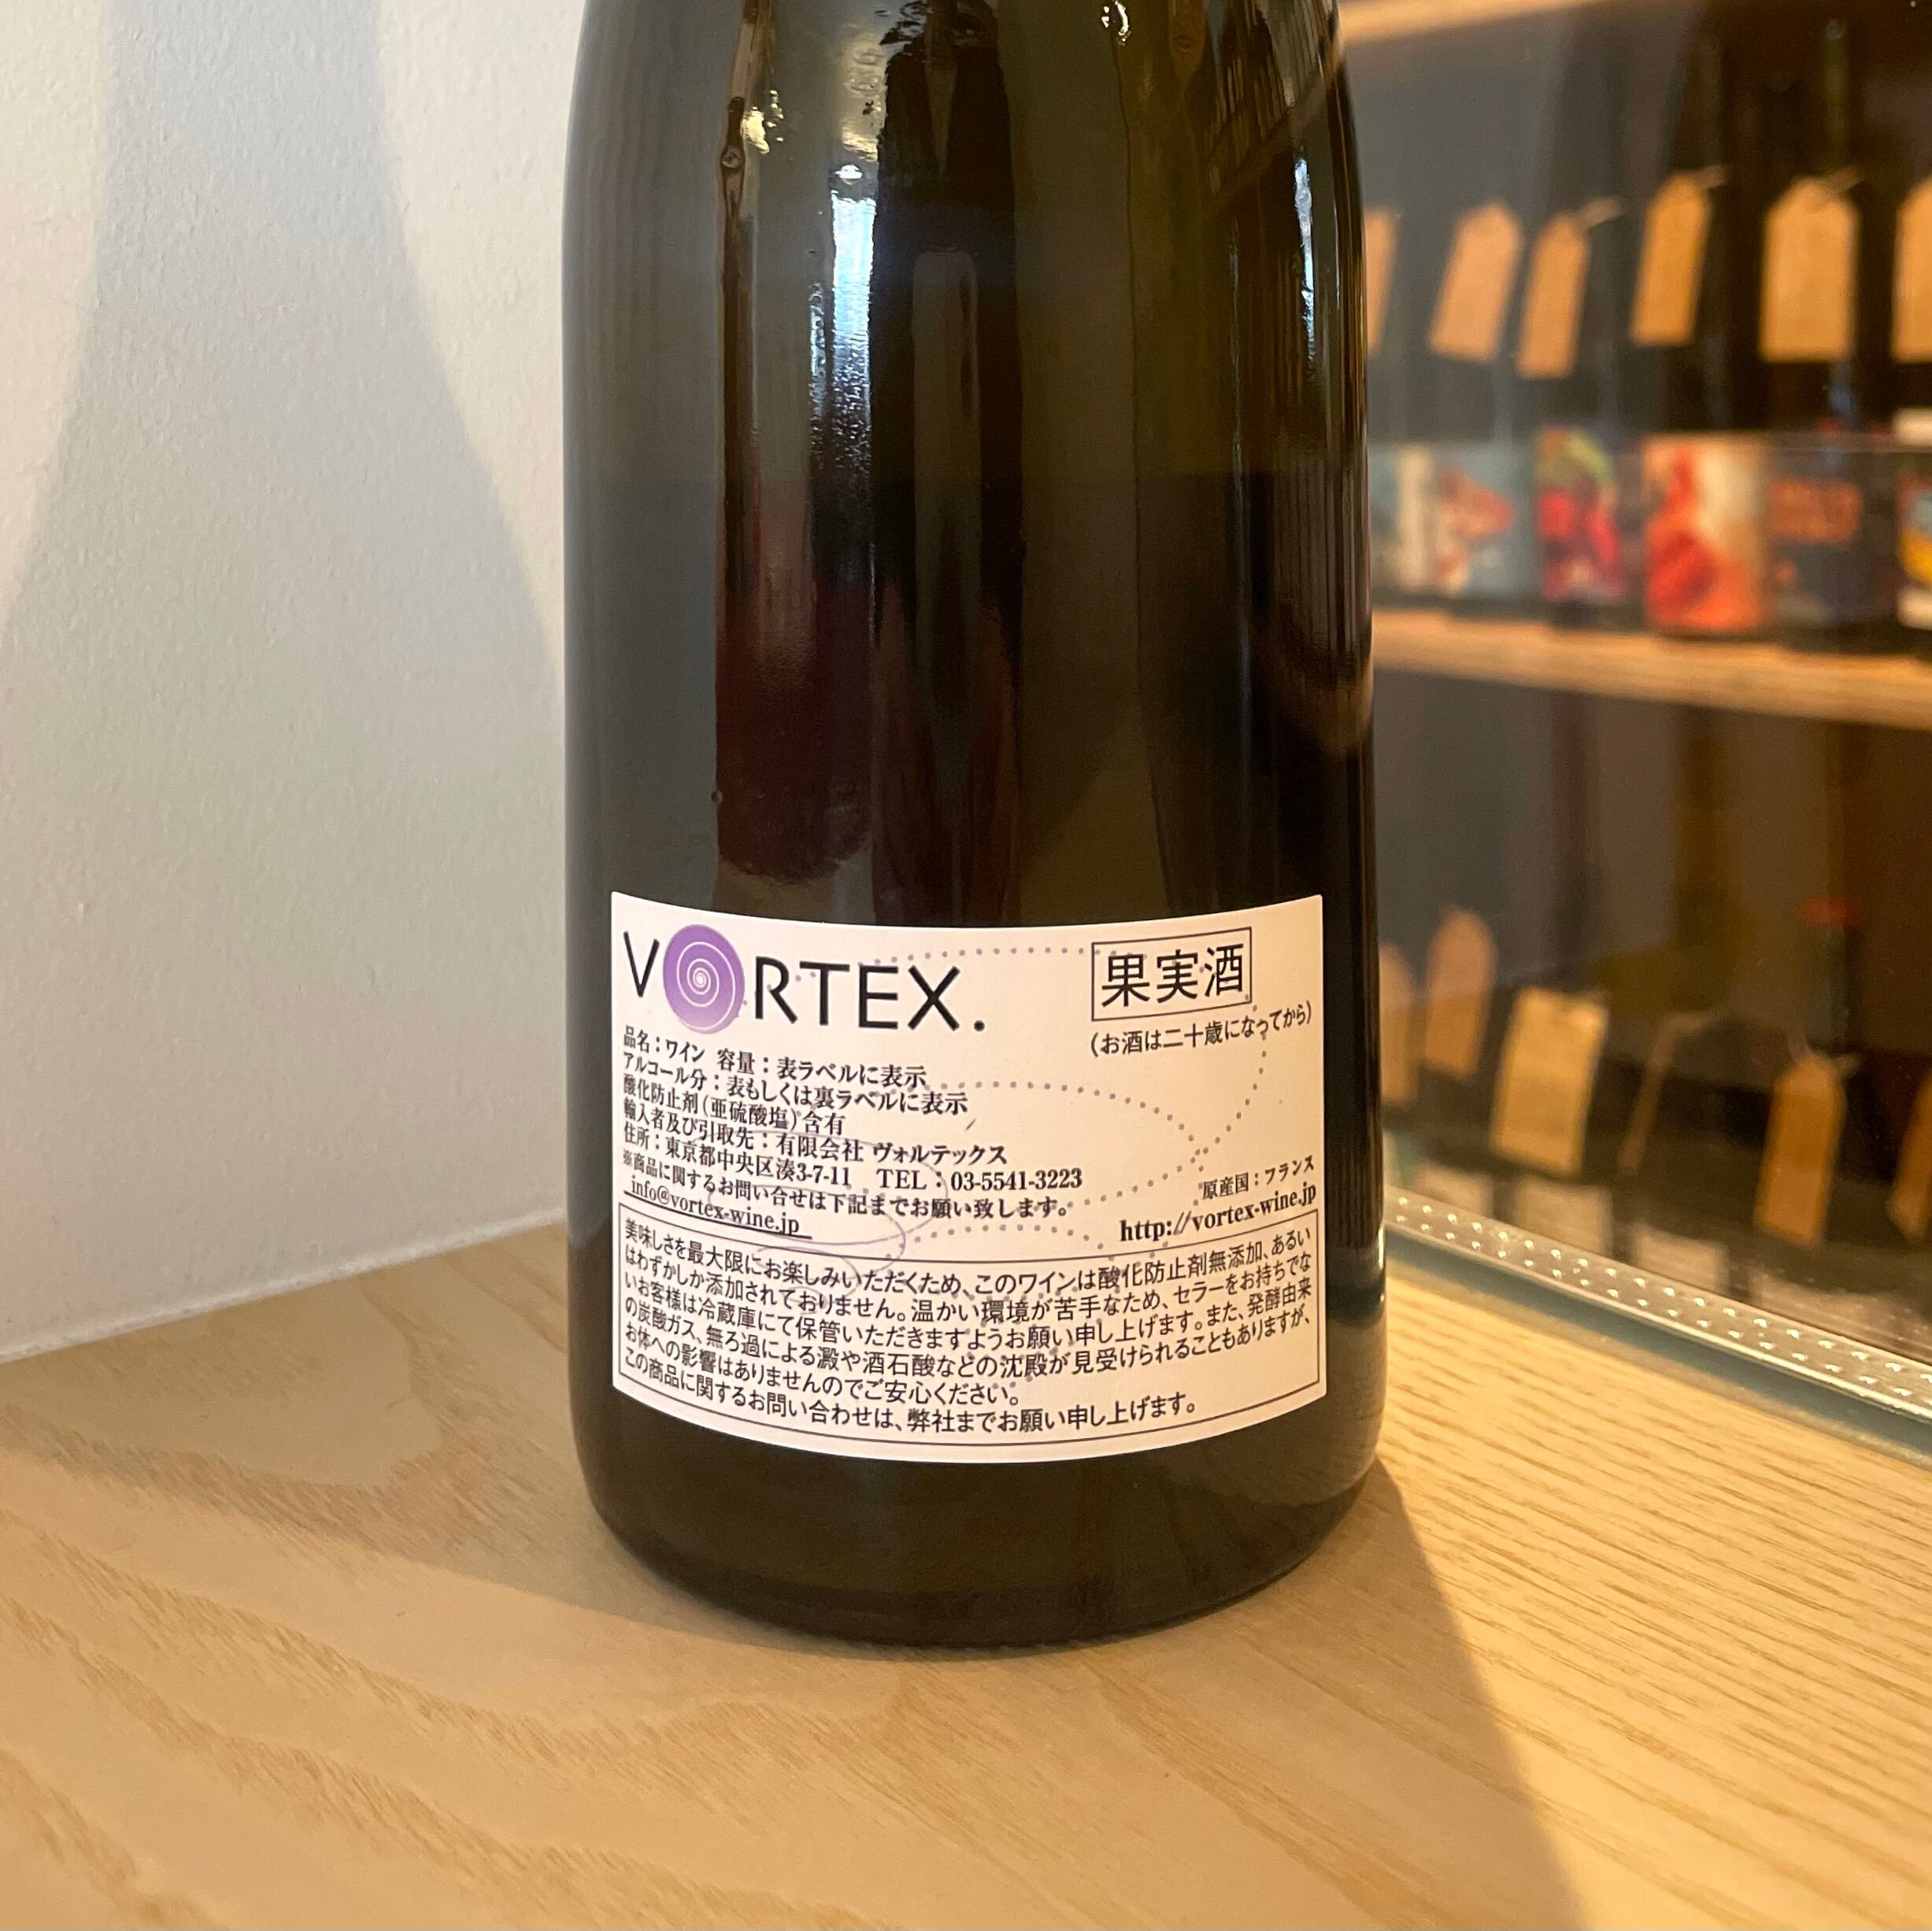 VORTEX.
果実酒
(お酒は二十歳になってから)
品名：ワイン 容量：表ラベルに表示
アルコール分：表もしくは裏ラベルに表示
酸化防止剤(亜硫酸塩)含有
輸入者及び引取先：有限会社 ヴォルテックス
住所：東京都中央区湊3-7-11 TEL：03-5541-3223
※商品に関するお問い合せは下記までお願い致します。
info@vortex-wine.jp
原産国：フランス
http://vortex-wine.jp
美味しさを最大限にお楽しみいただくため、このワインは酸化防止剤無添加、あるい
はわずかしか添加されておりません。温かい環境が苦手なため、セラーをお持ちでな
いお客様は冷蔵庫にて保管いただきますようお願い申し上げます。また、発酵由来
の炭酸ガス、無ろ過による澱や酒石酸などの沈殿が見受けられることもありますが、
お体への影響はありませんのでご安心ください。
この商品に関するお問い合わせは、弊社までお願い申し上げます。